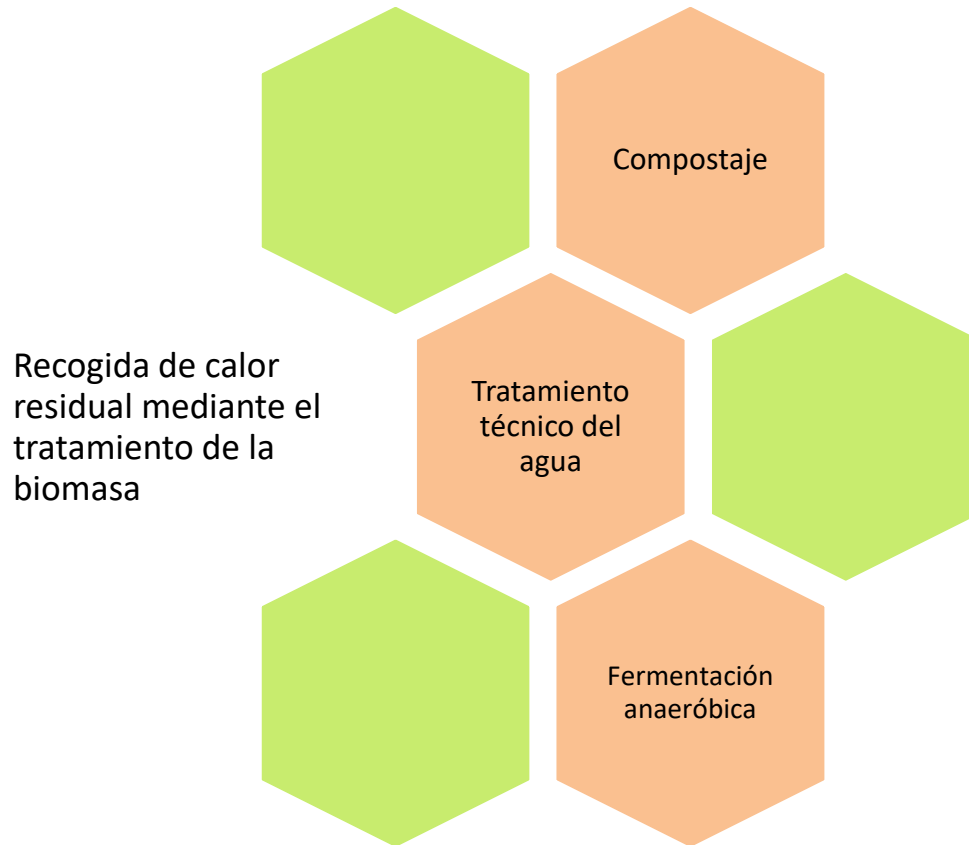 Compostaje
Recogida de calor
residual mediante el
tratamiento de la
biomasa
Tratamiento
técnico del
agua
Fermentación
anaeróbica